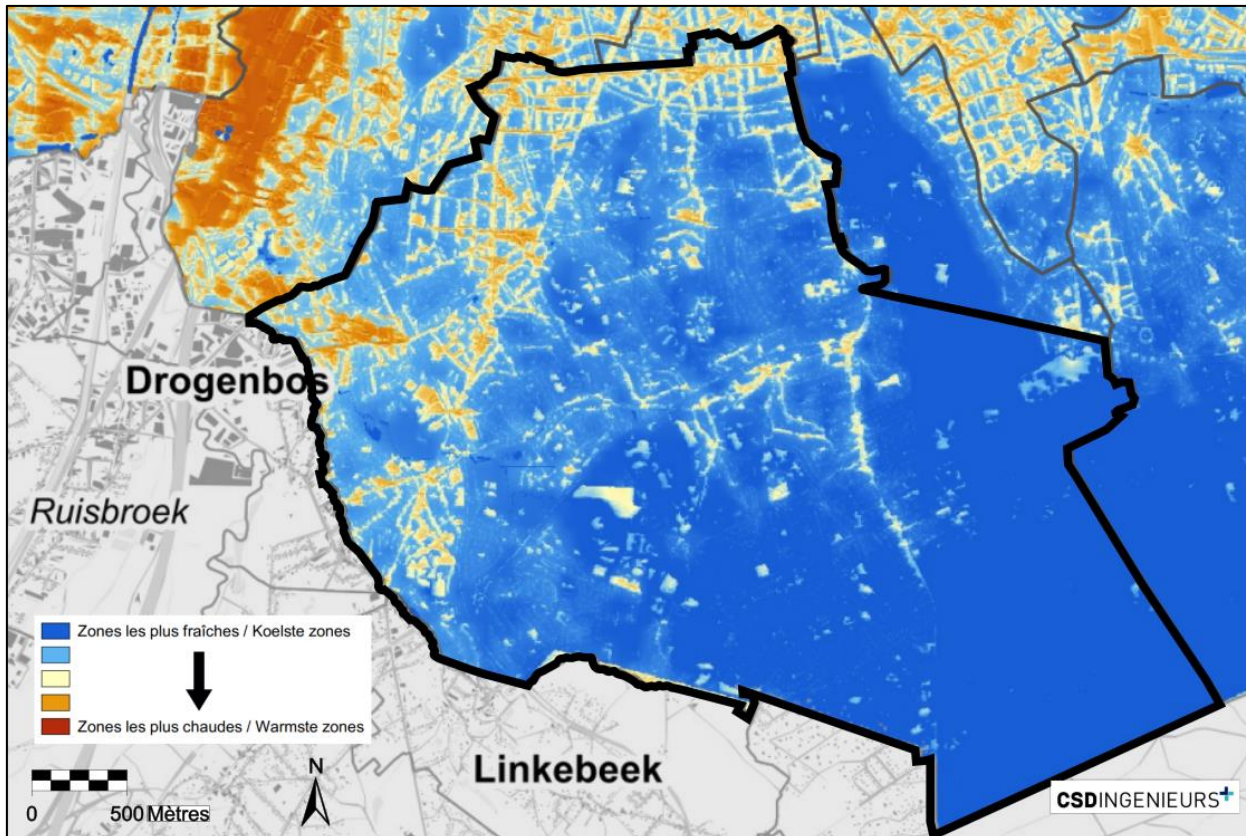 Drogenbos
Ruisbroek
Zones les plus fraîches / Koelste zones
Zones les plus chaudes / Warmste zones
Linkebeek
N
0 500 Mètres
CSDINGENIEURS+